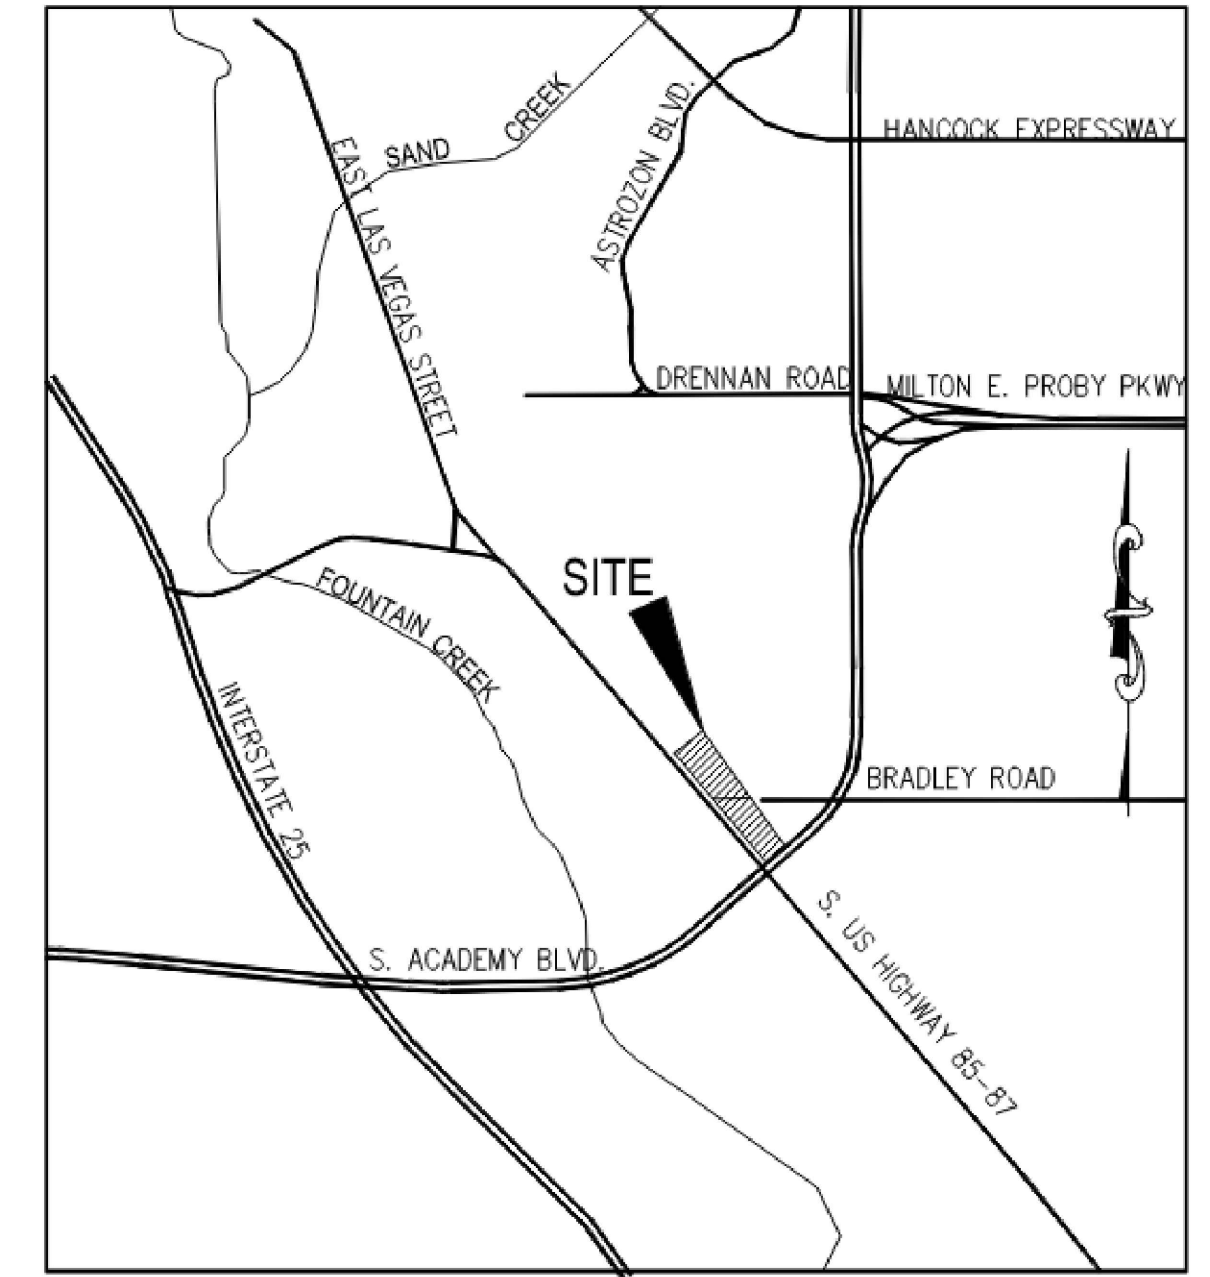 HANCOCK EXPRESSWAY
SAND CREEK
ASTROZON BLVD.
EAST LAS VEGAS STREET
DRENNAN ROAD
MILTON E. PROBY PKWY
SITE
FOUNTAIN CREEK
INTERSTATE 25
BRADLEY ROAD
S. ACADEMY BLVD.
S. US HIGHWAY 85-87